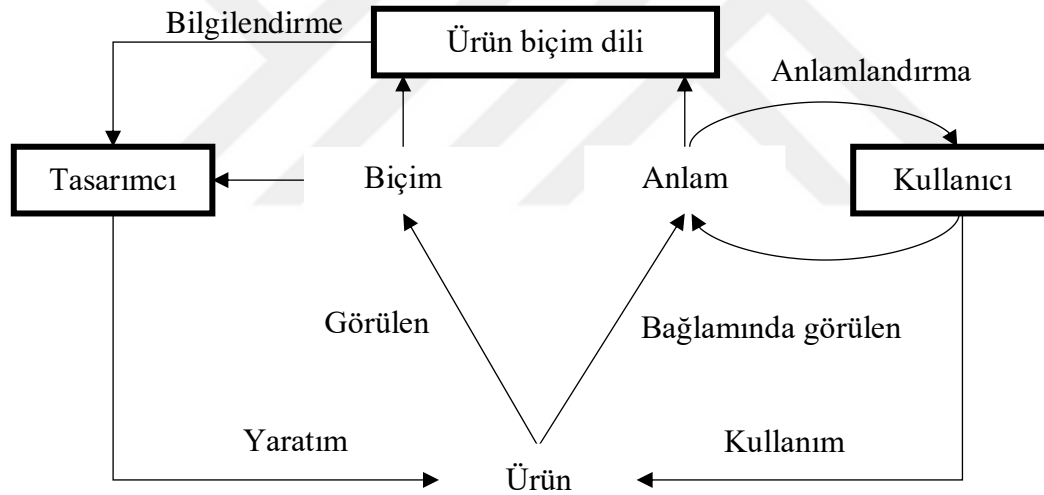 Bilgilendirme
Ürün biçim dili
Anlamlandırma
Tasarımcı
Biçim
Anlam
Kullanıcı
Görülen
Bağlamında görülen
Yaratım
Kullanım
Ürün